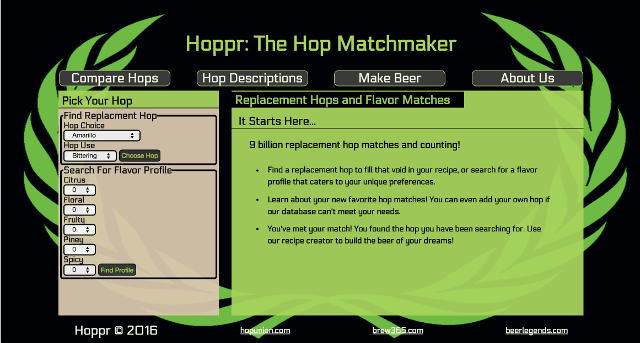 Hoppr: The Hop Matchmaker
Compare Hops
Hop Descriptions
Make Beer
About Us
Pick Your Hop
Find Replacment Hop
Hop Choice
Amarillo
Hop Use
Bittering
Choose Hop
Search For Flavor Profile
Citrus
0
Floral
0
Fruity
0
Piney
0
Spicy
0
Find Profile
Replacement Hops and Flavor Matches
It Starts Here...
9 billion replacement hop matches and counting!
• Find a replacement hop to fill that void in your recipe, or search for a flavor
profile that caters to your unique preferences.
• Learn about your new favorite hop matches! You can even add your own hop if
our database can't meet your needs.
• You've met your match! You found the hop you have been searching for. Use
our recipe creator to build the beer of your dreams!
Hoppr © 2016
hopunion.com
brew365.com
beerlegends.com